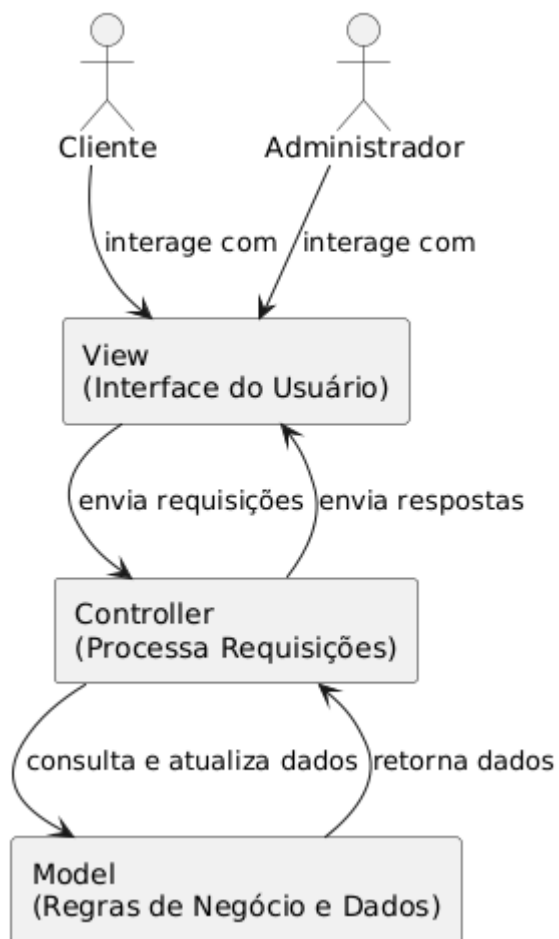 Cliente
Administrador
interage com
interage com
View
(Interface do Usuário)
envia requisições
envia respostas
Controller
(Processa Requisições)
consulta e atualiza dados
retorna dados
Model
(Regras de Negócio e Dados)